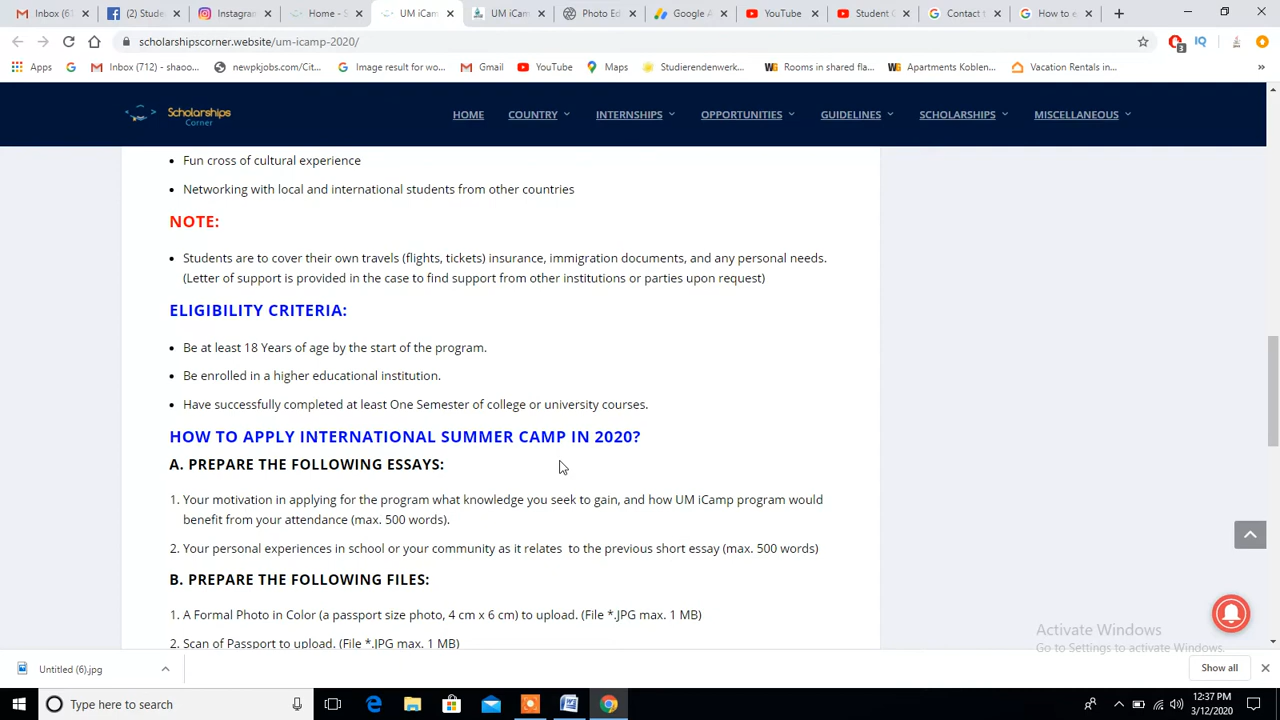 Inbox (61
(2) Stude
Instagram
Home - S
UM iCam
UM iCam
Photo Ed
Google A
YouTube
Student C
Contact t
How to e
scholarshipscorner.website/um-icamp-2020/
3
Apps
Inbox (712) - shaoo...
newpkjobs.com/Cit...
Image result for wo...
Gmail
YouTube
Maps
Studierendenwerk...
Rooms in shared fla...
Apartments Koblen...
Vacation Rentals in...
»
Scholarships
Corner
HOME
COUNTRY
INTERNSHIPS
OPPORTUNITIES
GUIDELINES
SCHOLARSHIPS
MISCELLANEOUS
• Fun cross of cultural experience
• Networking with local and international students from other countries
NOTE:
• Students are to cover their own travels (flights, tickets) insurance, immigration documents, and any personal needs.
(Letter of support is provided in the case to find support from other institutions or parties upon request)
ELIGIBILITY CRITERIA:
• Be at least 18 Years of age by the start of the program.
• Be enrolled in a higher educational institution.
• Have successfully completed at least One Semester of college or university courses.
HOW TO APPLY INTERNATIONAL SUMMER CAMP IN 2020?
A. PREPARE THE FOLLOWING ESSAYS:
1. Your motivation in applying for the program what knowledge you seek to gain, and how UM iCamp program would
benefit from your attendance (max. 500 words).
2. Your personal experiences in school or your community as it relates to the previous short essay (max. 500 words)
B. PREPARE THE FOLLOWING FILES:
1. A Formal Photo in Color (a passport size photo, 4 cm x 6 cm) to upload. (File *.JPG max. 1 MB)
2. Scan of Passport to upload. (File *.JPG max. 1 MB)
Activate Windows
Go to Settings to activate Windows.
Untitled (6).jpg
Show all
Type here to search
12:37 PM
3/12/2020